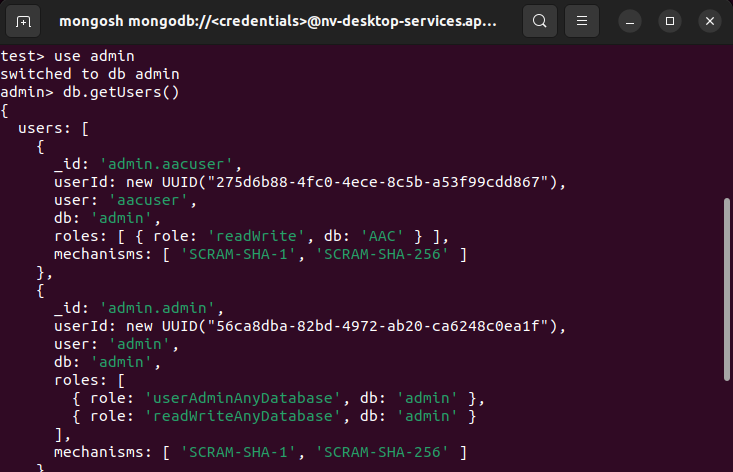 mongosh mongodb://<credentials>@nv-desktop-services.ap…
test> use admin
switched to db admin
admin> db.getUsers()
{
  users: [
    {
      _id: 'admin.aacuser',
      userId: new UUID("275d6b88-4fc0-4ece-8c5b-a53f99cdd867"),
      user: 'aacuser',
      db: 'admin',
      roles: [ { role: 'readWrite', db: 'AAC' } ],
      mechanisms: [ 'SCRAM-SHA-1', 'SCRAM-SHA-256' ]
    },
    {
      _id: 'admin.admin',
      userId: new UUID("56ca8dba-82bd-4972-ab20-ca6248c0ea1f"),
      user: 'admin',
      db: 'admin',
      roles: [
        { role: 'userAdminAnyDatabase', db: 'admin' },
        { role: 'readWriteAnyDatabase', db: 'admin' }
      ],
      mechanisms: [ 'SCRAM-SHA-1', 'SCRAM-SHA-256' ]
    }